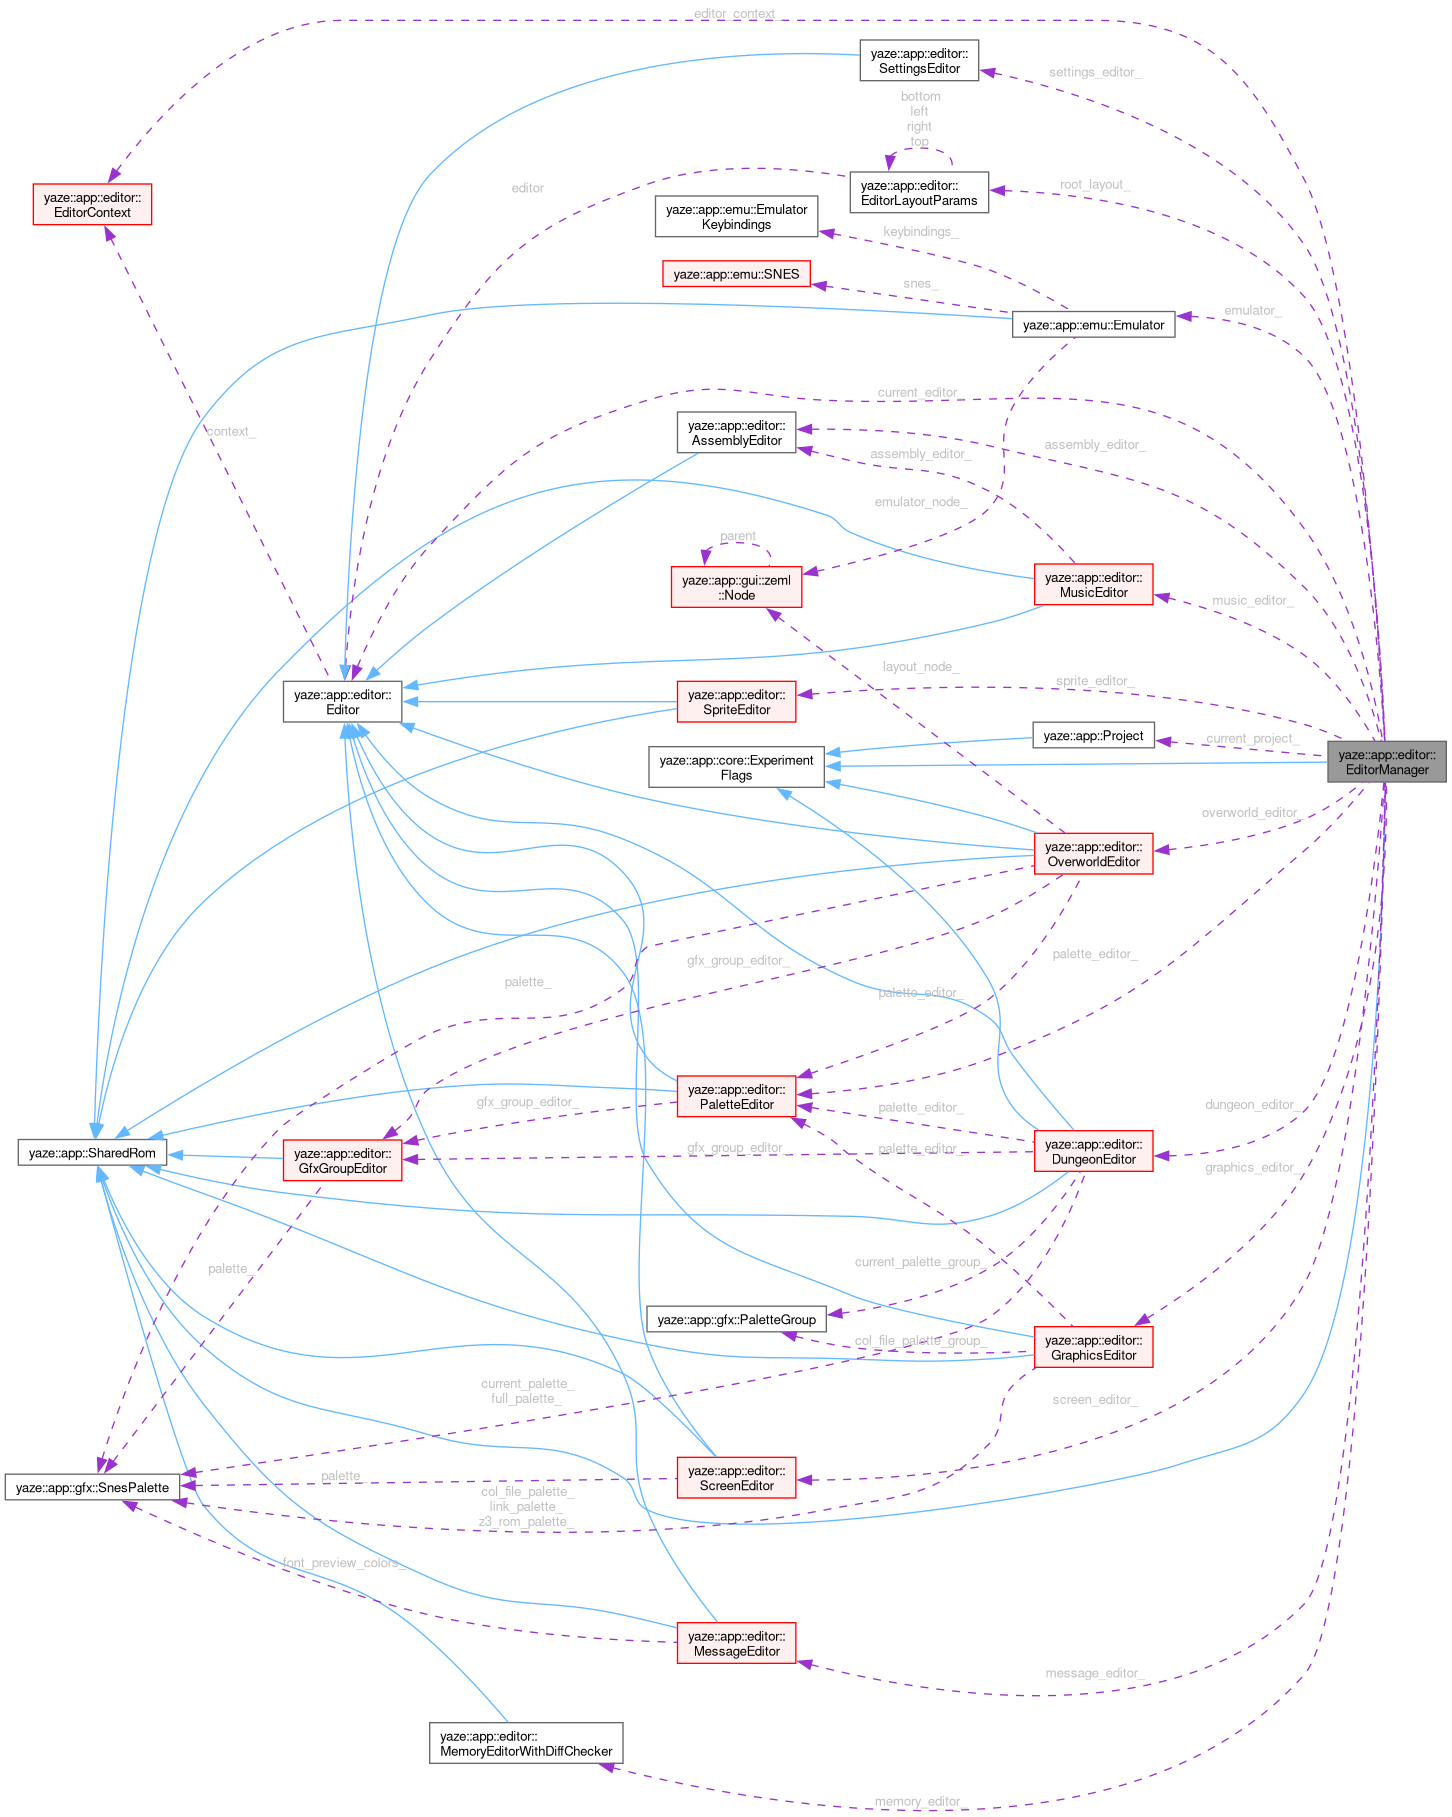 editor_context_
yaze::app::editor::
SettingsEditor
settings_editor_
bottom
left
right
top
yaze::app::editor::
EditorLayoutParams
root_layout_
editor
yaze::app::editor::
EditorContext
yaze::app::emu::Emulator
Keybindings
keybindings_
yaze::app::emu::SNES
snes_
yaze::app::emu::Emulator
emulator_
current_editor_
context_
yaze::app::editor::
AssemblyEditor
assembly_editor_
assembly_editor_
emulator_node_
parent
yaze::app::gui::zeml
::Node
yaze::app::editor::
MusicEditor
music_editor_
layout_node_
sprite_editor_
yaze::app::editor::
Editor
yaze::app::editor::
SpriteEditor
yaze::app::Project
current_project_
yaze::app::core::Experiment
Flags
yaze::app::editor::
EditorManager
overworld_editor_
yaze::app::editor::
OverworldEditor
palette_
gfx_group_editor_
palette_editor_
palette_editor_
yaze::app::editor::
PaletteEditor
gfx_group_editor_
palette_editor_
dungeon_editor_
yaze::app::SharedRom
yaze::app::editor::
GfxGroupEditor
gfx_group_editor_
palette_editor_
yaze::app::editor::
DungeonEditor
graphics_editor_
palette_
current_palette_group_
yaze::app::gfx::PaletteGroup
col_file_palette_group_
yaze::app::editor::
GraphicsEditor
current_palette_
full_palette_
screen_editor_
yaze::app::gfx::SnesPalette
palette_
yaze::app::editor::
ScreenEditor
col_file_palette_
link_palette_
z3_rom_palette_
font_preview_colors_
yaze::app::editor::
MessageEditor
message_editor_
yaze::app::editor::
MemoryEditorWithDiffChecker
memory_editor_